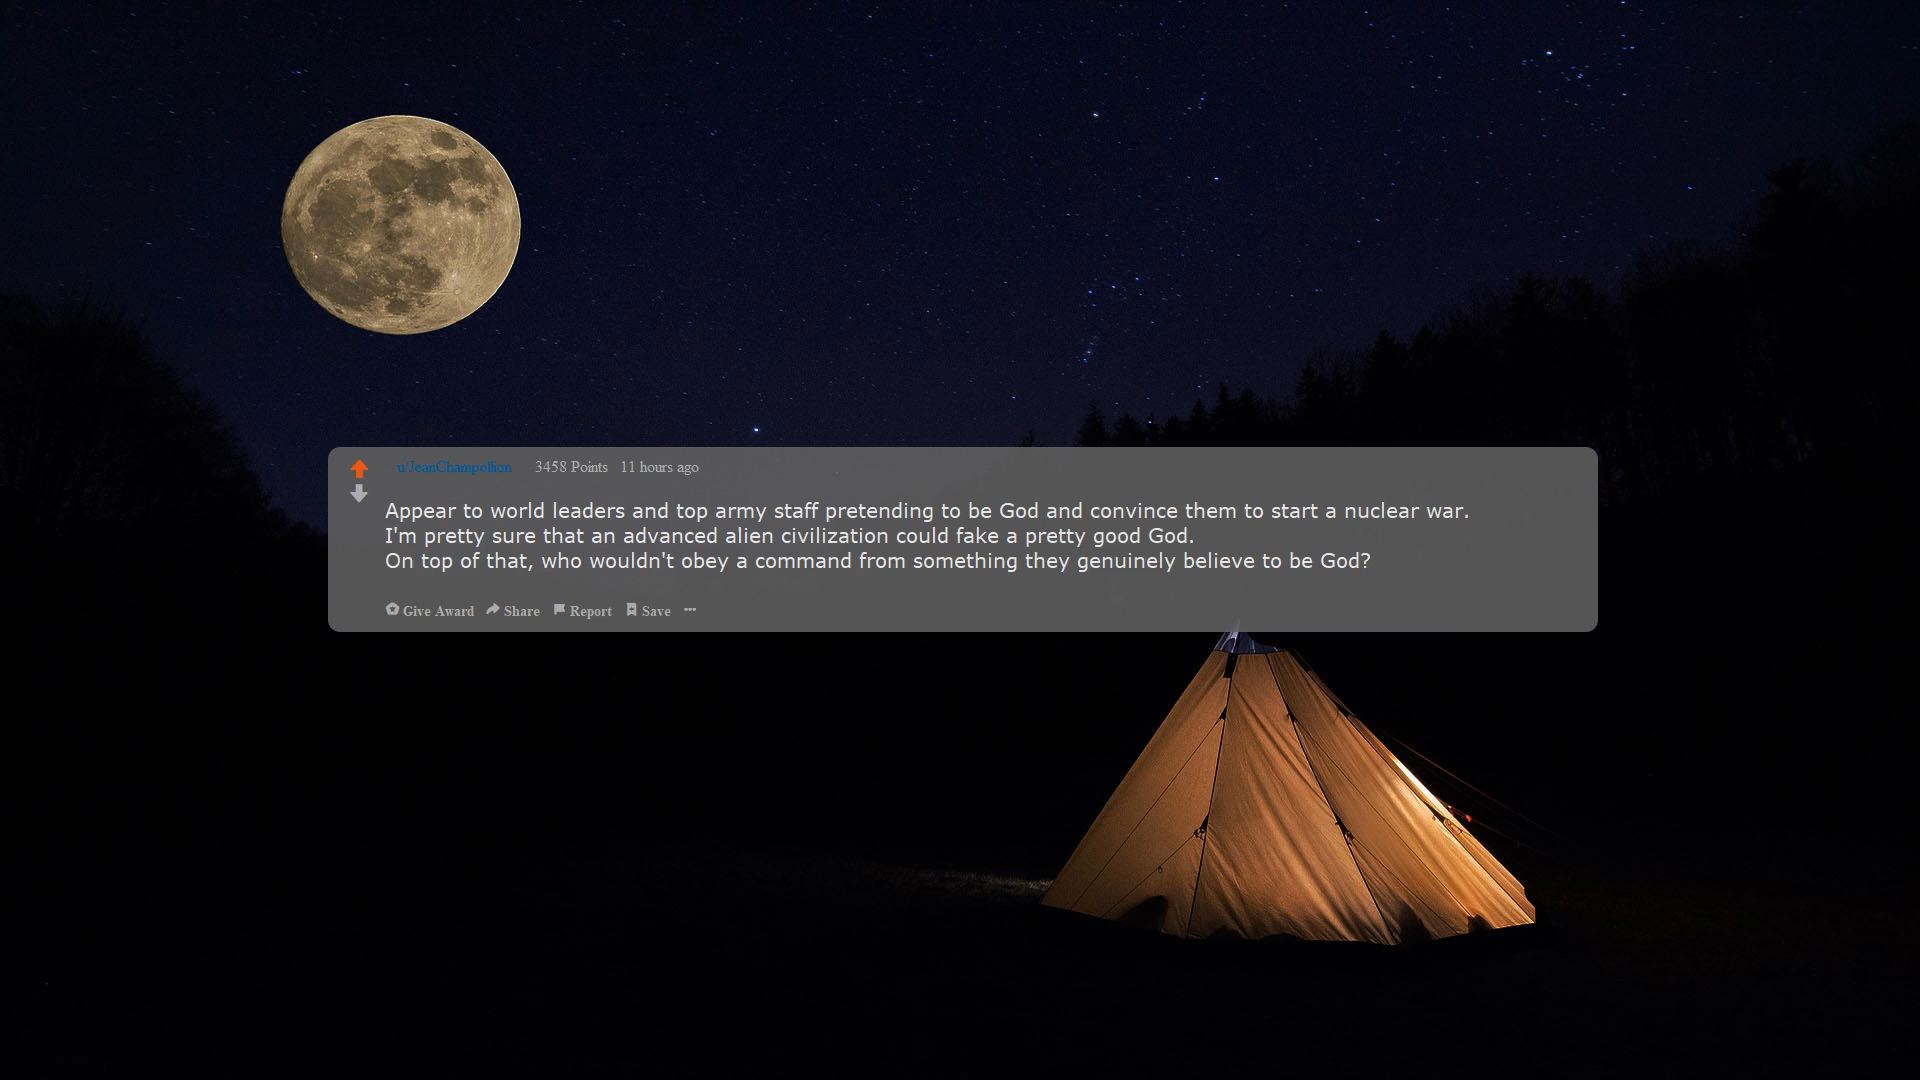 u/JeanChampollion 3458 Points 11 hours ago
Appear to world leaders and top army staff pretending to be God and convince them to start a nuclear war.
I'm pretty sure that an advanced alien civilization could fake a pretty good God.
On top of that, who wouldn't obey a command from something they genuinely believe to be God?
Give Award Share Report Save ···